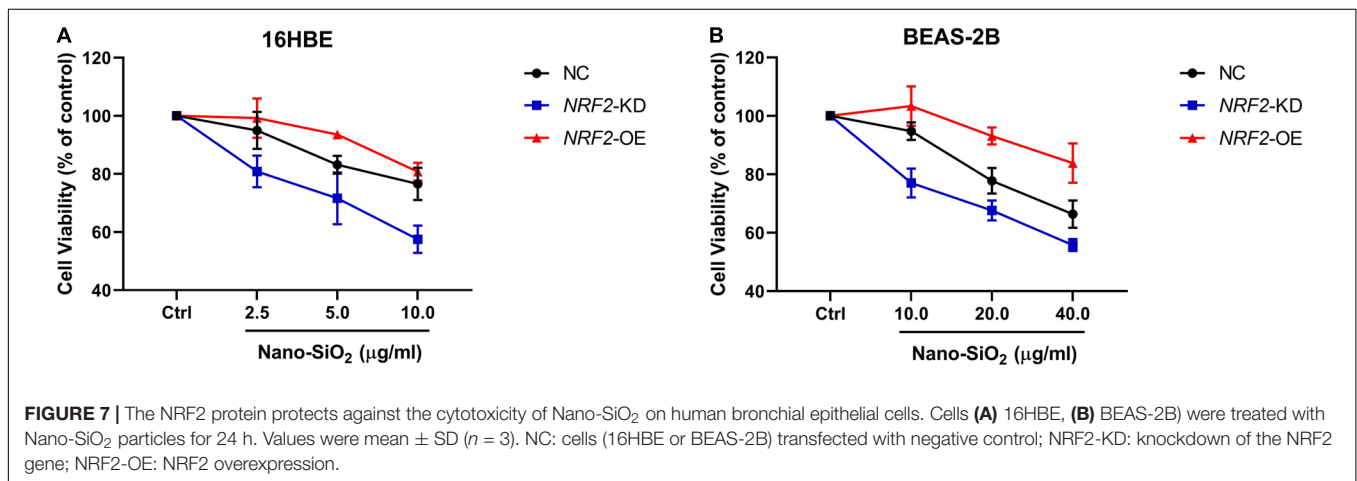 A
16HBE
Cell Viability (% of control)
120
100
80
60
40
Ctrl
2.5
5.0
10.0
Nano-SiO₂ (μg/ml)
NC
NRF2-KD
NRF2-OE
B
BEAS-2B
Cell Viability (% of control)
120
100
80
60
40
Ctrl
10.0
20.0
40.0
Nano-SiO₂ (μg/ml)
NC
NRF2-KD
NRF2-OE
FIGURE 7 | The NRF2 protein protects against the cytotoxicity of Nano-SiO₂ on human bronchial epithelial cells. Cells (A) 16HBE, (B) BEAS-2B) were treated with
Nano-SiO₂ particles for 24 h. Values were mean ± SD (n = 3). NC: cells (16HBE or BEAS-2B) transfected with negative control; NRF2-KD: knockdown of the NRF2
gene; NRF2-OE: NRF2 overexpression.